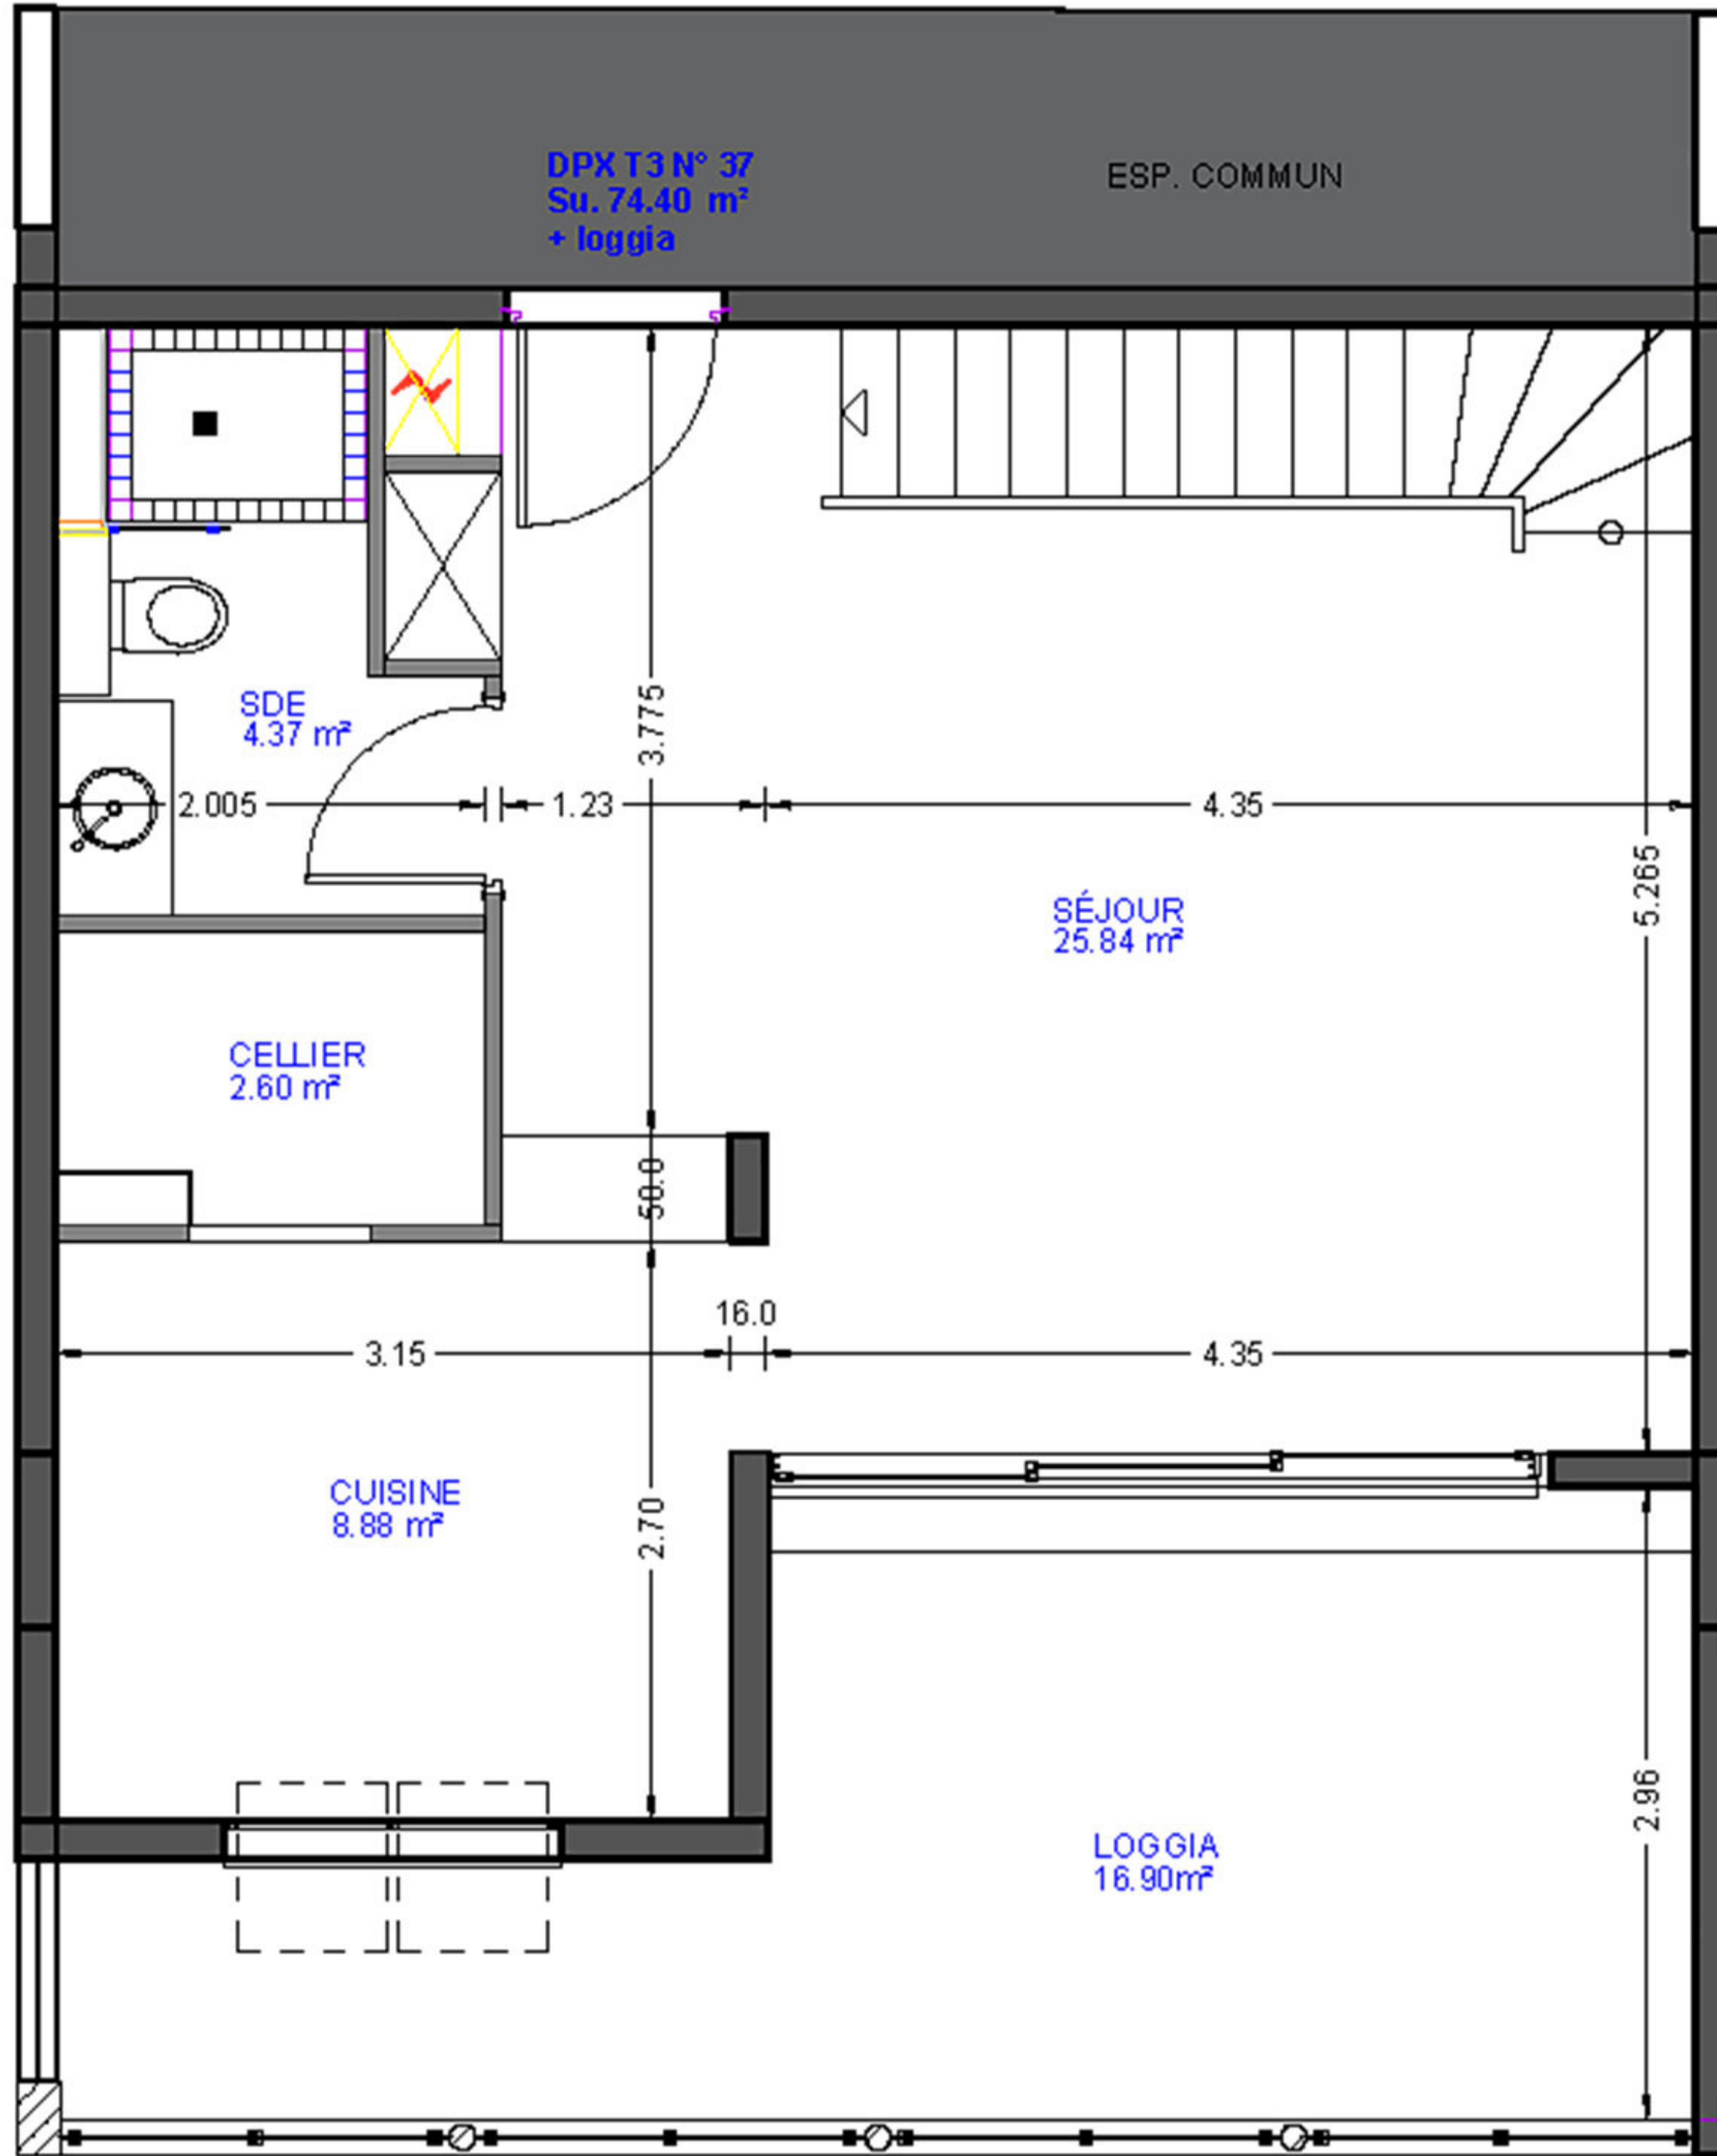 DPX T3 N° 37
Su. 74.40 m²
+ loggia
ESP. COMMUN
SDE
4.37 m²
3.775
2.005
1.23
4.35
5.265
SÉJOUR
25.84 m²
CELLIER
2.60 m²
50.0
16.0
3.15
4.35
CUISINE
8.88 m²
2.70
2.96
LOGGIA
16.90m²